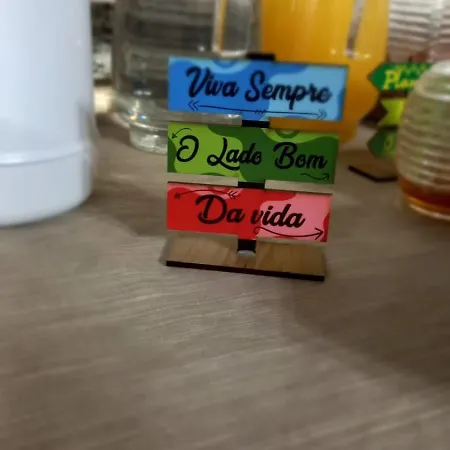 Viva Sempre
O Lado Bom
Da vida